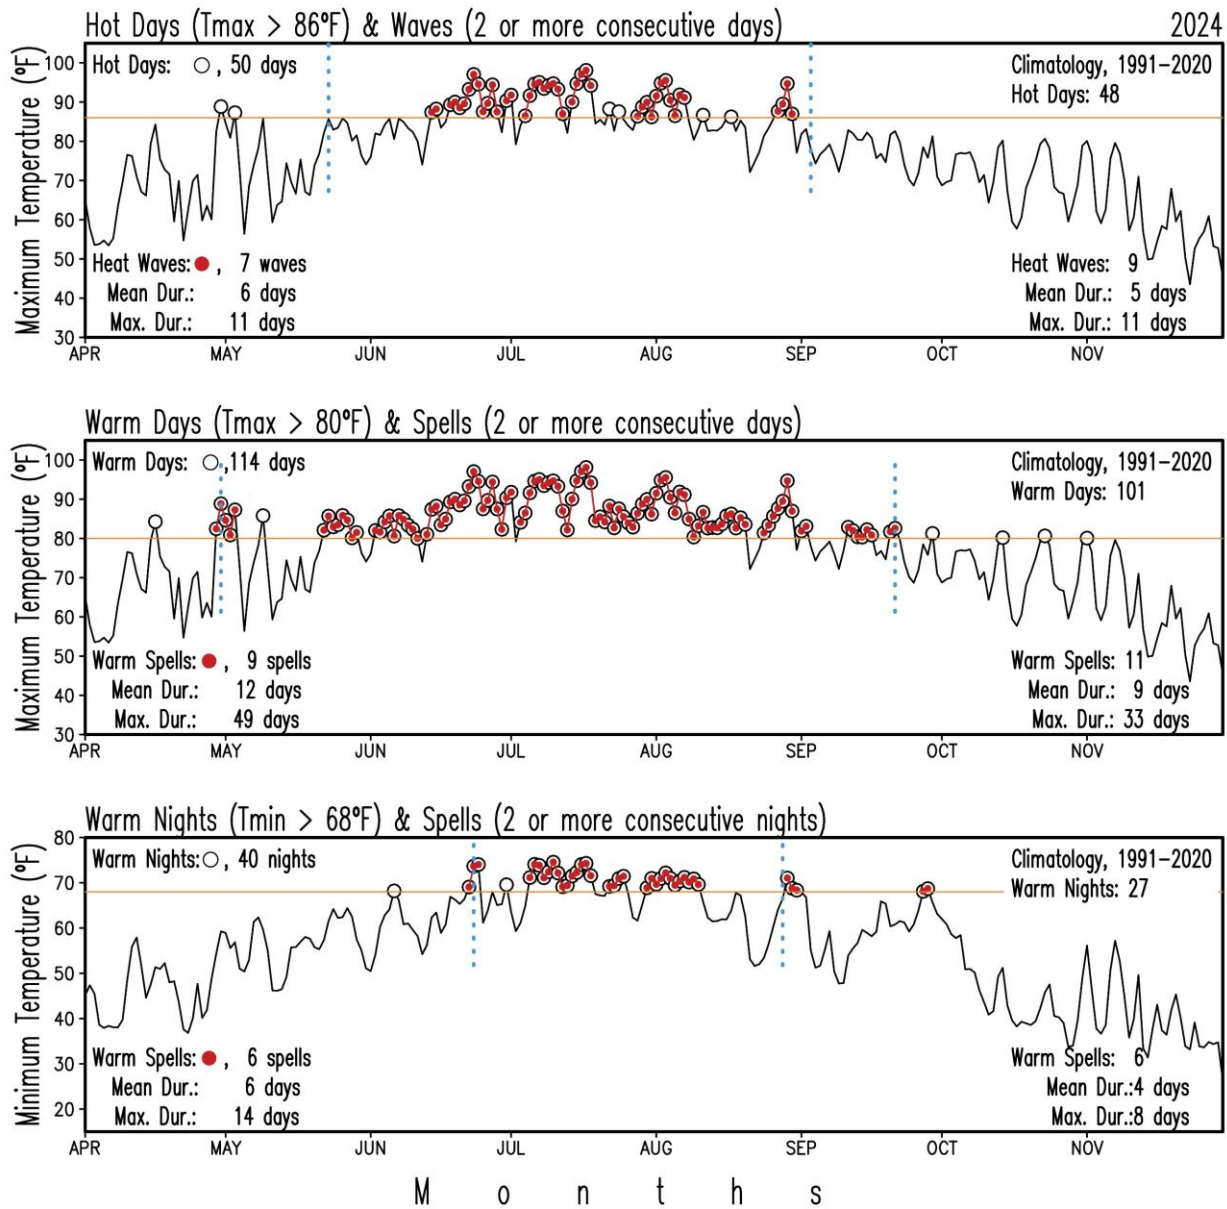 Hot Days (Tmax > 86°F) & Waves (2 or more consecutive days) 2024
Maximum Temperature (°F)
100
90
80
70
60
50
40
30
Hot Days: , 50 days
Climatology, 1991-2020
Hot Days: 48
Heat Waves: , 7 waves
Mean Dur.: 6 days
Max. Dur.: 11 days
Heat Waves: 9
Mean Dur.: 5 days
Max. Dur.: 11 days
APR MAY JUN JUL AUG SEP OCT NOV
Warm Days (Tmax > 80°F) & Spells (2 or more consecutive days)
Maximum Temperature (°F)
100
90
80
70
60
50
40
30
Warm Days: ,114 days
Climatology, 1991-2020
Warm Days: 101
Warm Spells: , 9 spells
Mean Dur.: 12 days
Max. Dur.: 49 days
Warm Spells: 11
Mean Dur.: 9 days
Max. Dur.: 33 days
APR MAY JUN JUL AUG SEP OCT NOV
Warm Nights (Tmin > 68°F) & Spells (2 or more consecutive nights)
Minimum Temperature (°F)
80
70
60
50
40
30
20
Warm Nights: , 40 nights
Climatology, 1991-2020
Warm Nights: 27
Warm Spells: , 6 spells
Mean Dur.: 6 days
Max. Dur.: 14 days
Warm Spells: 6
Mean Dur.:4 days
Max. Dur.:8 days
APR MAY JUN JUL AUG SEP OCT NOV
M o n t h s